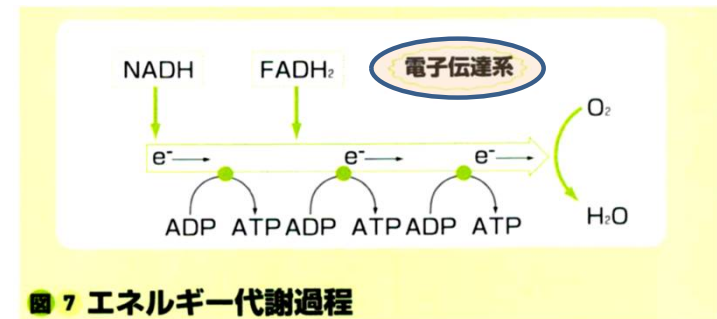 NADH FADH₂ 電子伝達系
O₂
e⁻ e⁻ e⁻
ADP ATP ADP ATP ADP ATP
H₂O
図7 エネルギー代謝過程